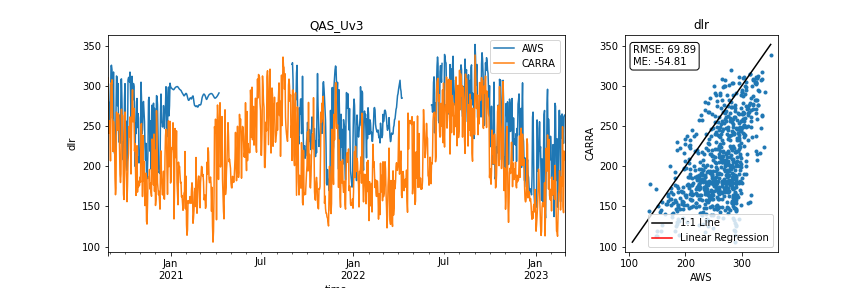 QAS_Uv3
dlr
350
300
250
200
150
100
dlr
AWS
CARRA
Jan
2021
Jul
Jan
2022
Jul
Jan
2023
time
dlr
350
300
250
200
150
100
CARRA
RMSE: 69.89
ME: -54.81
1:1 Line
Linear Regression
100
200
300
AWS